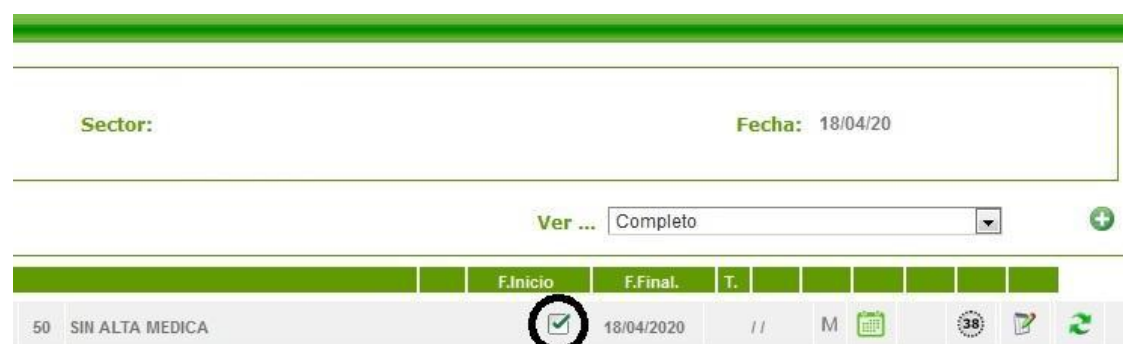 Sector: Fecha: 18/04/20
Ver ... Completo
F.Inicio F.Final. T.
50 SIN ALTA MEDICA 18/04/2020 / / M 38